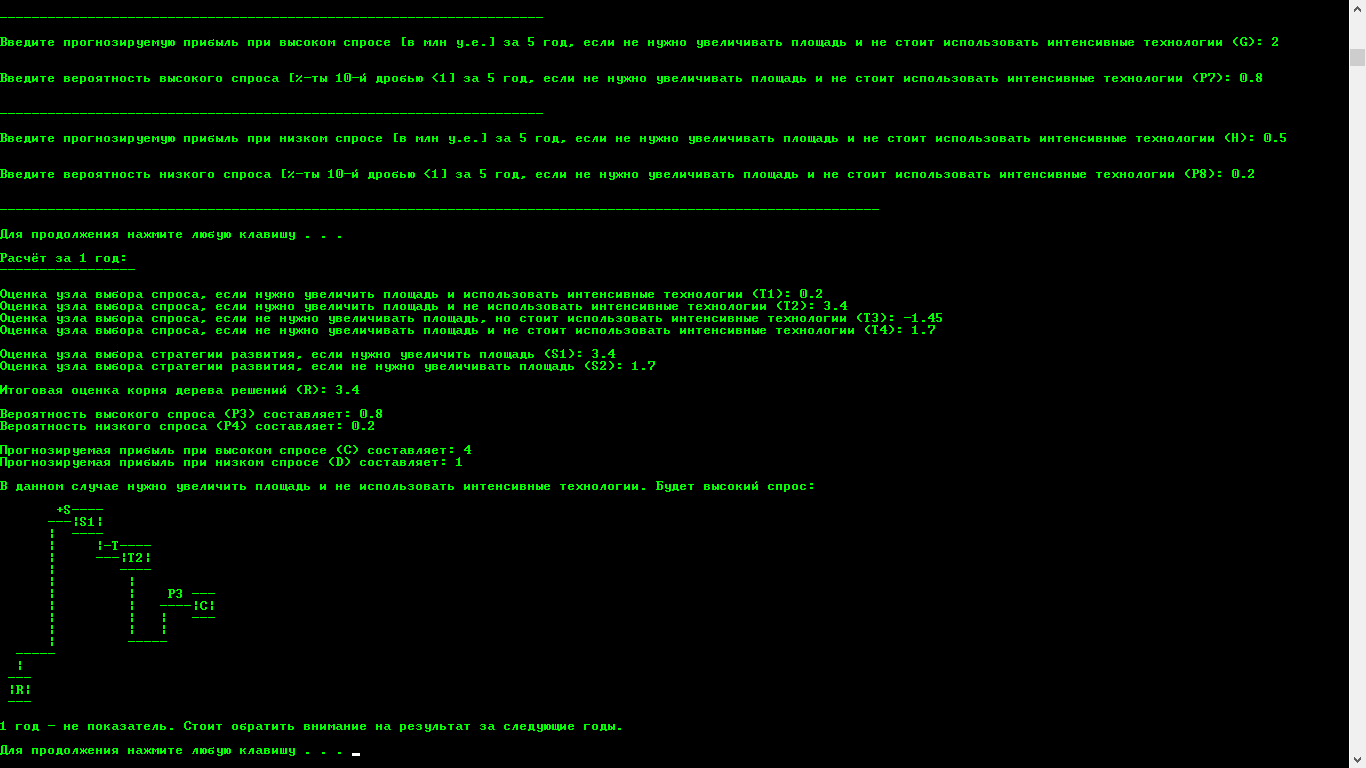 --------------------------------------------------------------------
Введите прогнозируемую прибыль при высоком спросе [в млн у.е.] за 5 год, если не нужно увеличивать площадь и не стоит использовать интенсивные технологии (G): 2
Введите вероятность высокого спроса [%-ты 10-й дробью <1] за 5 год, если не нужно увеличивать площадь и не стоит использовать интенсивные технологии (P7): 0.8
--------------------------------------------------------------------
Введите прогнозируемую прибыль при низком спросе [в млн у.е.] за 5 год, если не нужно увеличивать площадь и не стоит использовать интенсивные технологии (H): 0.5
Введите вероятность низкого спроса [%-ты 10-й дробью <1] за 5 год, если не нужно увеличивать площадь и не стоит использовать интенсивные технологии (P8): 0.2
--------------------------------------------------------------------------------------------------------------
Для продолжения нажмите любую клавишу . . .
Расчёт за 1 год:
-----------------
Оценка узла выбора спроса, если нужно увеличить площадь и использовать интенсивные технологии (T1): 0.2
Оценка узла выбора спроса, если нужно увеличить площадь и не использовать интенсивные технологии (T2): 3.4
Оценка узла выбора спроса, если не нужно увеличивать площадь, но стоит использовать интенсивные технологии (T3): -1.45
Оценка узла выбора спроса, если не нужно увеличивать площадь и не стоит использовать интенсивные технологии (T4): 1.7
Оценка узла выбора стратегии развития, если нужно увеличить площадь (S1): 3.4
Оценка узла выбора стратегии развития, если не нужно увеличивать площадь (S2): 1.7
Итоговая оценка корня дерева решений (R): 3.4
Вероятность высокого спроса (P3) составляет: 0.8
Вероятность низкого спроса (P4) составляет: 0.2
Прогнозируемая прибыль при высоком спросе (C) составляет: 4
Прогнозируемая прибыль при низком спросе (D) составляет: 1
В данном случае нужно увеличить площадь и не использовать интенсивные технологии. Будет высокий спрос:
       +S----
      ---|S1|
      |  ----
      |     |-T----
      |     ---|T2|
      |        ----
      |         |
      |         |    P3 ---
      |         |   ----|C|
      |         |   |   ---
      |         |   |
      |         -----
  -----
  |
 ---
 |R|
 ---
1 год - не показатель. Стоит обратить внимание на результат за следующие годы.
Для продолжения нажмите любую клавишу . . . _